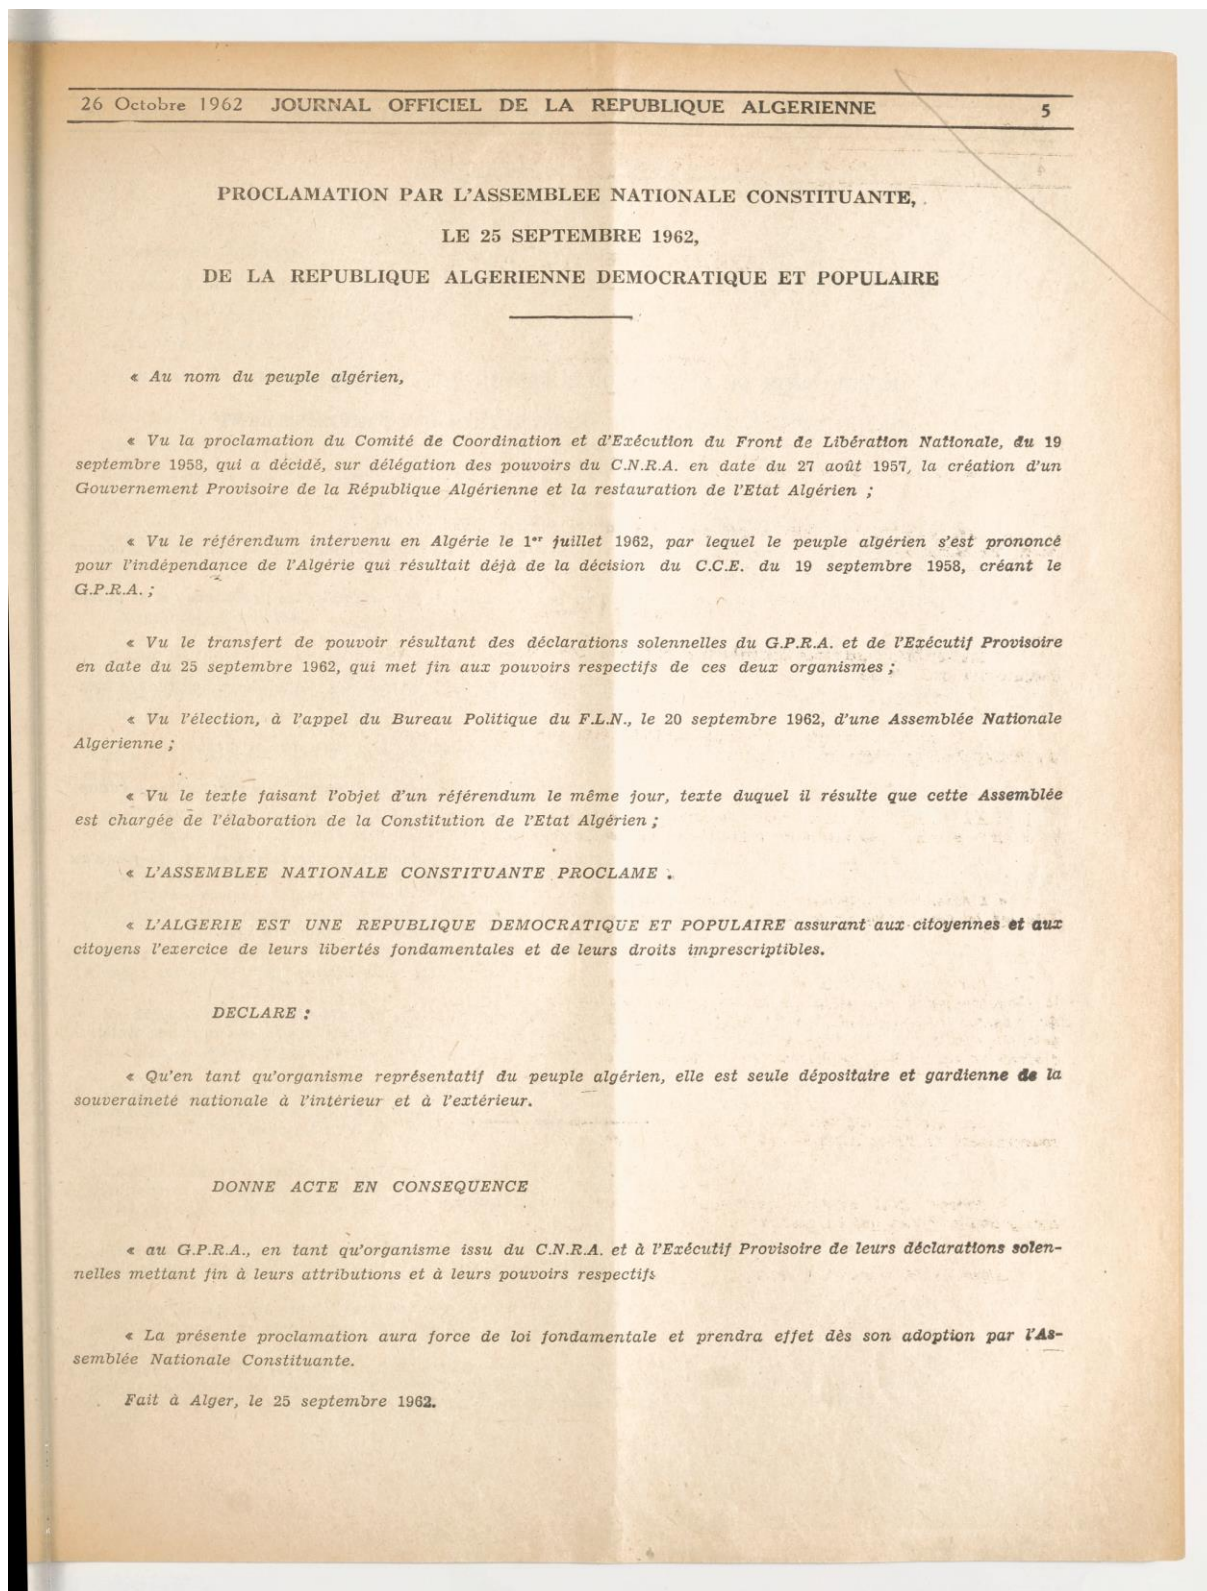 26 Octobre 1962 JOURNAL OFFICIEL DE LA REPUBLIQUE ALGERIENNE 5
PROCLAMATION PAR L'ASSEMBLEE NATIONALE CONSTITUANTE,
LE 25 SEPTEMBRE 1962,
DE LA REPUBLIQUE ALGERIENNE DEMOCRATIQUE ET POPULAIRE
« Au nom du peuple algérien,
« Vu la proclamation du Comité de Coordination et d'Exécution du Front de Libération Nationale, du 19
septembre 1958, qui a décidé, sur délégation des pouvoirs du C.N.R.A. en date du 27 août 1957, la création d'un
Gouvernement Provisoire de la République Algérienne et la restauration de l'Etat Algérien ;
« Vu le référendum intervenu en Algérie le 1er juillet 1962, par lequel le peuple algérien s'est prononcé
pour l'indépendance de l'Algérie qui résultait déjà de la décision du C.C.E. du 19 septembre 1958, créant le
G.P.R.A. ;
« Vu le transfert de pouvoir résultant des déclarations solennelles du G.P.R.A. et de l'Exécutif Provisoire
en date du 25 septembre 1962, qui met fin aux pouvoirs respectifs de ces deux organismes ;
« Vu l'élection, à l'appel du Bureau Politique du F.L.N., le 20 septembre 1962, d'une Assemblée Nationale
Algerienne ;
« Vu le texte faisant l'objet d'un référendum le même jour, texte duquel il résulte que cette Assemblée
est chargée de l'élaboration de la Constitution de l'Etat Algérien ;
« L'ASSEMBLEE NATIONALE CONSTITUANTE PROCLAME :
« L'ALGERIE EST UNE REPUBLIQUE DEMOCRATIQUE ET POPULAIRE assurant aux citoyennes et aux
citoyens l'exercice de leurs libertés fondamentales et de leurs droits imprescriptibles.
DECLARE :
« Qu'en tant qu'organisme représentatif du peuple algérien, elle est seule dépositaire et gardienne de la
souveraineté nationale à l'intérieur et à l'extérieur.
DONNE ACTE EN CONSEQUENCE
« au G.P.R.A., en tant qu'organisme issu du C.N.R.A. et à l'Exécutif Provisoire de leurs déclarations solen-
nelles mettant fin à leurs attributions et à leurs pouvoirs respectifs
« La présente proclamation aura force de loi fondamentale et prendra effet dès son adoption par l'As-
semblée Nationale Constituante.
Fait à Alger, le 25 septembre 1962.